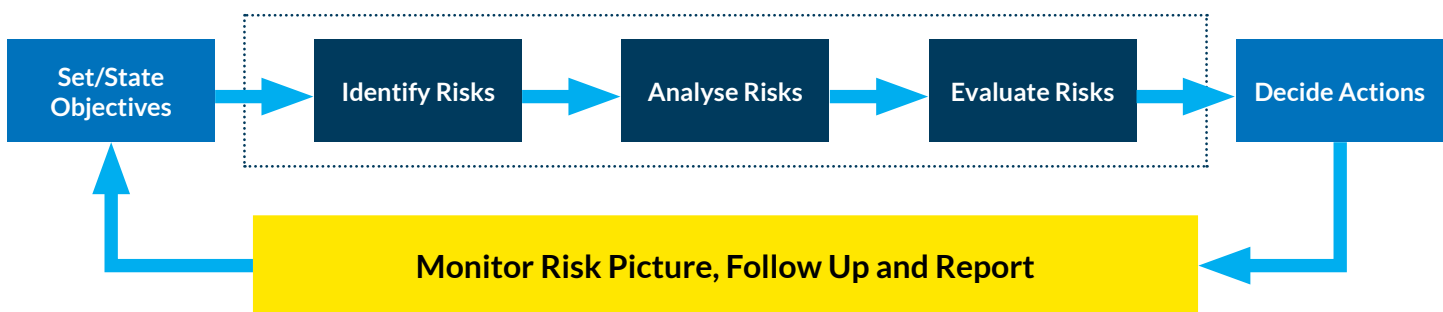 Set/State
Objectives
Identify Risks
Analyse Risks
Evaluate Risks
Decide Actions
Monitor Risk Picture, Follow Up and Report